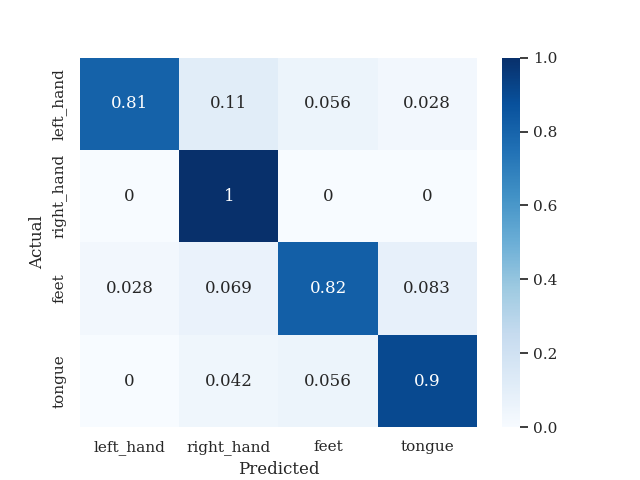 Actual
left_hand 0.81 0.11 0.056 0.028
right_hand 0 1 0 0
feet 0.028 0.069 0.82 0.083
tongue 0 0.042 0.056 0.9
left_hand right_hand feet tongue
Predicted
1.0
0.8
0.6
0.4
0.2
0.0